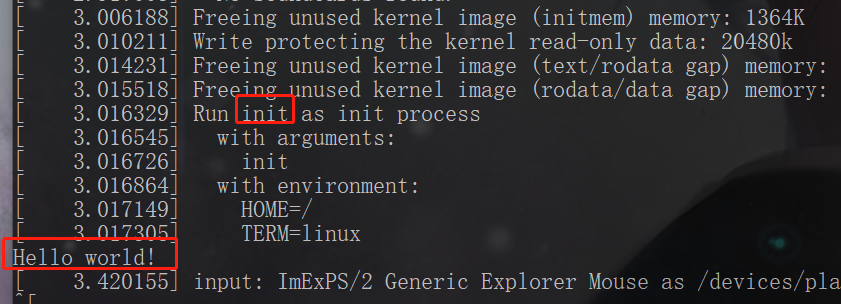 [    3.006188] Freeing unused kernel image (initmem) memory: 1364K
[    3.010211] Write protecting the kernel read-only data: 20480k
[    3.014231] Freeing unused kernel image (text/rodata gap) memory:
[    3.015518] Freeing unused kernel image (rodata/data gap) memory:
[    3.016329] Run init as init process
[    3.016545]   with arguments:
[    3.016726]     init
[    3.016864]   with environment:
[    3.017149]     HOME=/
[    3.017305]     TERM=linux
Hello world!
[    3.420155] input: ImExPS/2 Generic Explorer Mouse as /devices/pla
^[